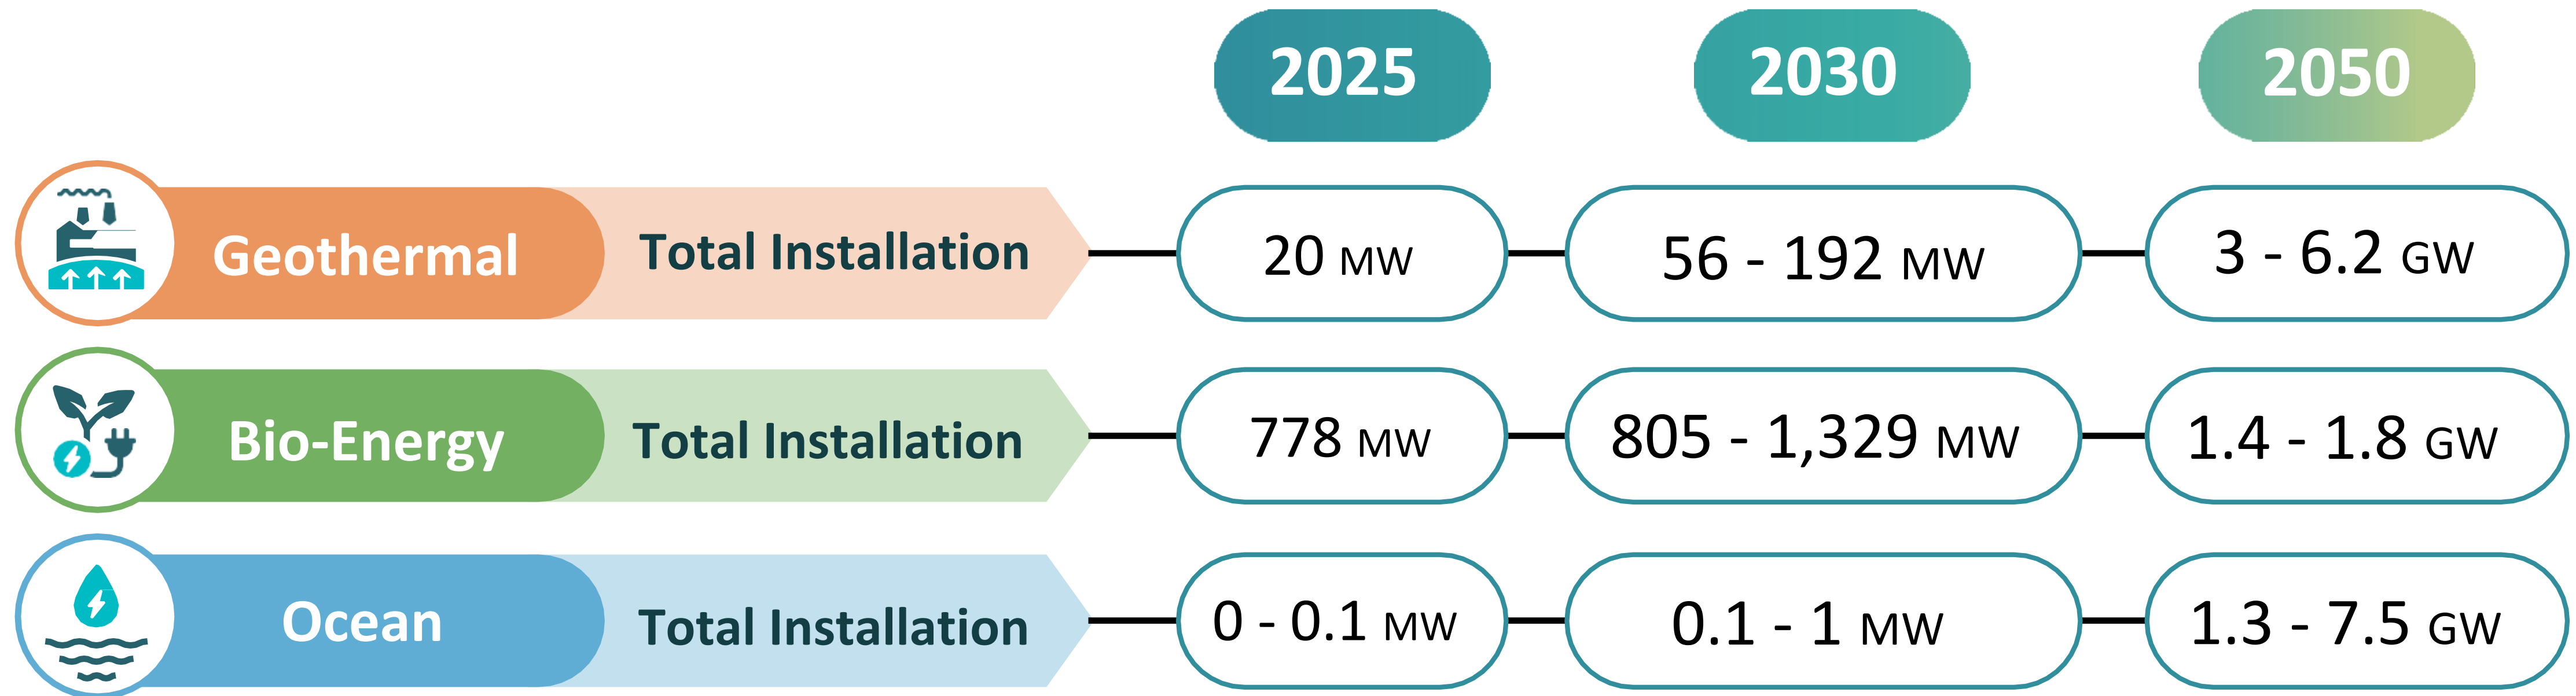 2025 2030 2050
Geothermal Total Installation 20 MW 56 - 192 MW 3 - 6.2 GW
Bio-Energy Total Installation 778 MW 805 - 1,329 MW 1.4 - 1.8 GW
Ocean Total Installation 0 - 0.1 MW 0.1 - 1 MW 1.3 - 7.5 GW